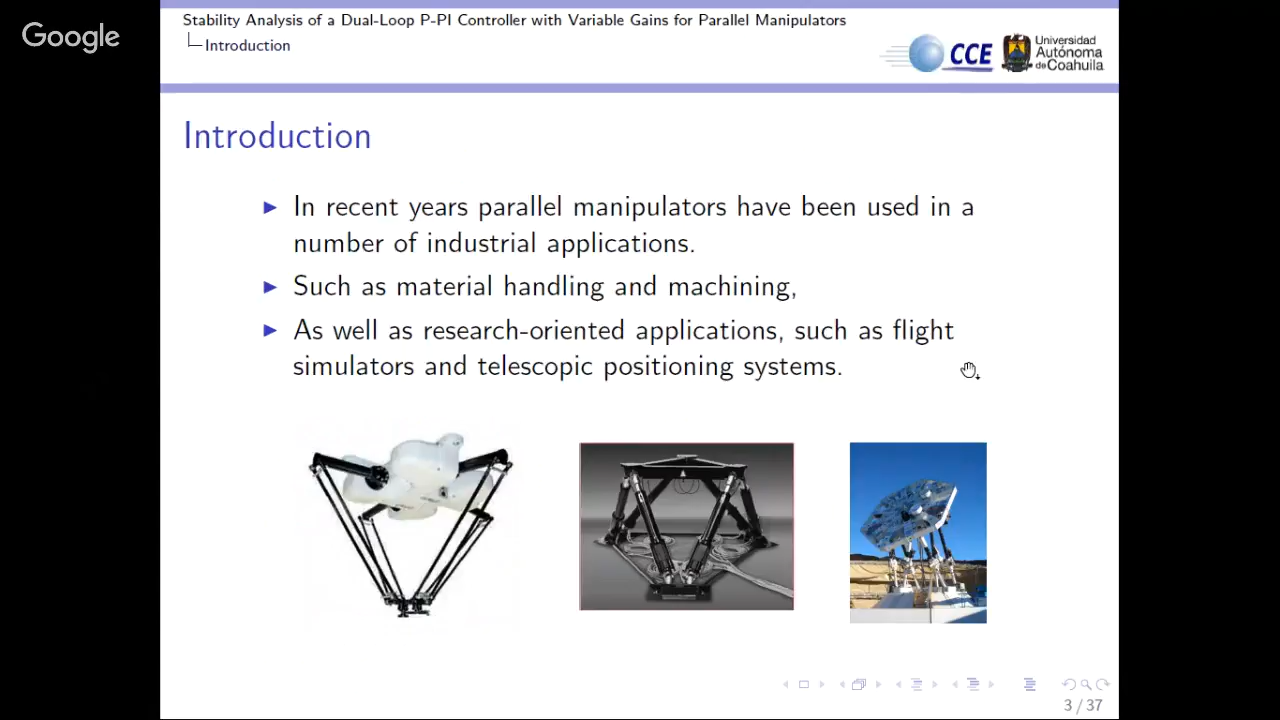 Google
Stability Analysis of a Dual-Loop P-PI Controller with Variable Gains for Parallel Manipulators
Introduction
CCE
Universidad
Autónoma
de Coahuila
Introduction
In recent years parallel manipulators have been used in a
number of industrial applications.
Such as material handling and machining,
As well as research-oriented applications, such as flight
simulators and telescopic positioning systems.
3 / 37